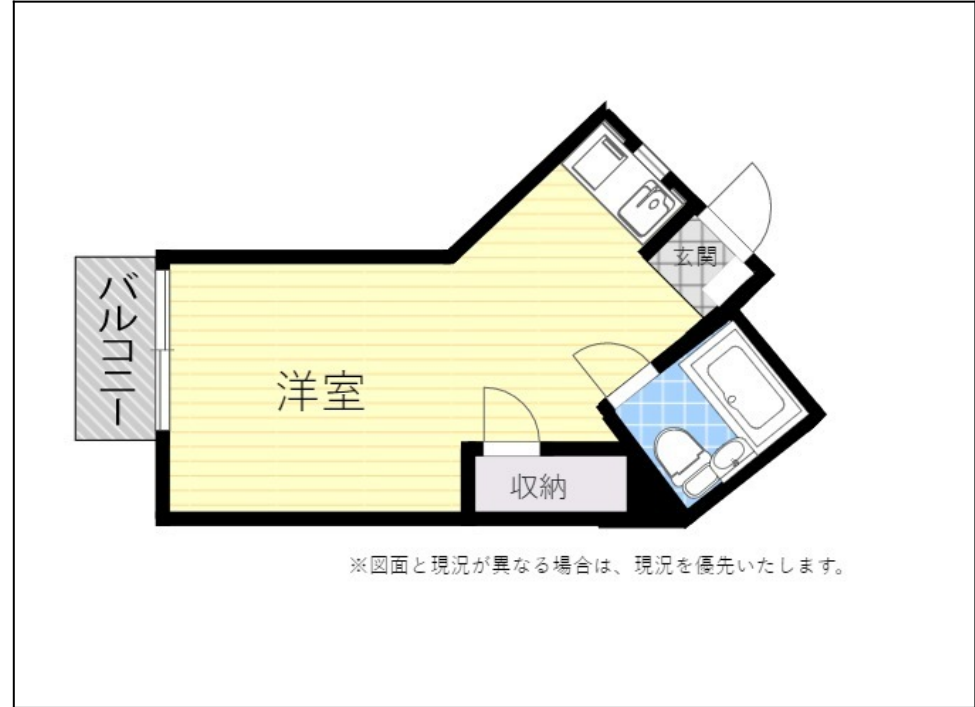 玄関
バルコニー
洋室
収納
※図面と現況が異なる場合は、現況を優先いたします。